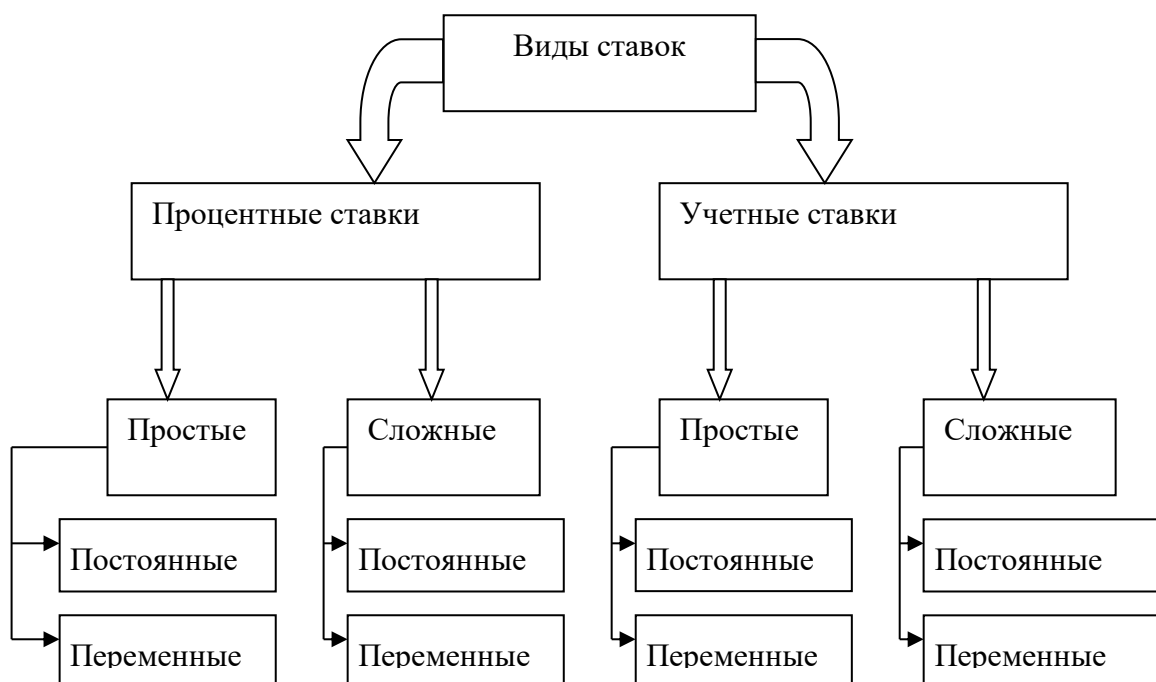 Виды ставок
Процентные ставки
Учетные ставки
Простые
Сложные
Простые
Сложные
Постоянные
Постоянные
Постоянные
Постоянные
Переменные
Переменные
Переменные
Переменные